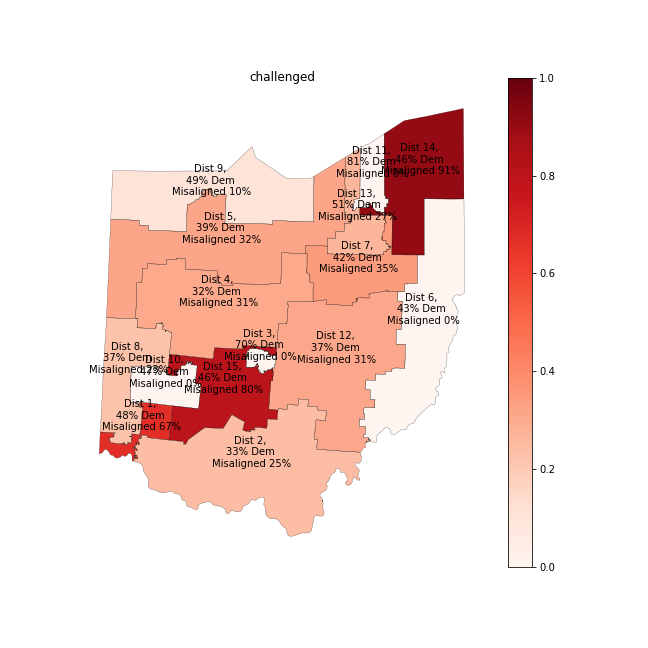 challenged
1.0
0.8
0.6
0.4
0.2
0.0
Dist 11,
81% Dem
Misaligned
Dist 14,
46% Dem
Misaligned 91%
Dist 9,
49% Dem
Misaligned 10%
Dist 13,
51% Dem
Misaligned 27%
Dist 5,
39% Dem
Misaligned 32%
Dist 7,
42% Dem
Misaligned 35%
Dist 4,
32% Dem
Misaligned 31%
Dist 6,
43% Dem
Misaligned 0%
Dist 3,
70% Dem
Misaligned 0%
Dist 12,
37% Dem
Misaligned 31%
Dist 8,
37% Dem
Misaligned
Dist 10,
47% Dem
Misaligned 0%
Dist 15,
46% Dem
Misaligned 80%
Dist 1,
48% Dem
Misaligned 67%
Dist 2,
33% Dem
Misaligned 25%